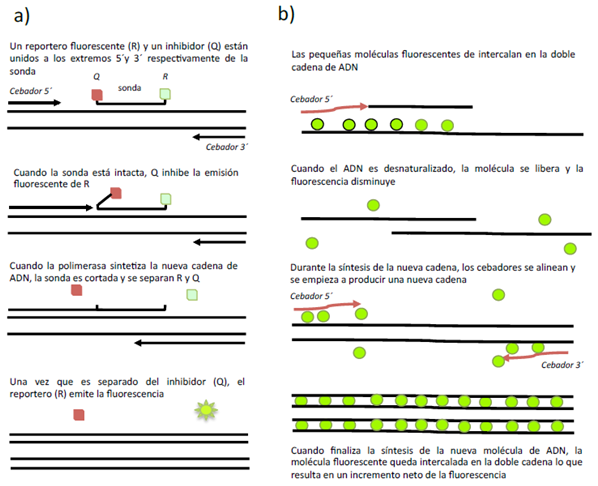 a)
Un reportero fluorescente (R) y un inhibidor (Q) están
unidos a los extremos 5´y 3´ respectivamente de la
sonda
Q
R
Cebador 5´
sonda
Cebador 3´
Cuando la sonda está intacta, Q inhibe la emisión
fluorescente de R
Cuando la polimerasa sintetiza la nueva cadena de
ADN, la sonda es cortada y se separan R y Q
Una vez que es separado del inhibidor (Q), el
reportero (R) emite la fluorescencia
b)
Las pequeñas moléculas fluorescentes de intercalan en la doble
cadena de ADN
Cebador 5´
Cuando el ADN es desnaturalizado, la molécula se libera y la
fluorescencia disminuye
Durante la síntesis de la nueva cadena, los cebadores se alinean y
se empieza a producir una nueva cadena
Cebador 5´
Cebador 3´
Cuando finaliza la síntesis de la nueva molécula de ADN, la
molécula fluorescente queda intercalada en la doble cadena lo que
resulta en un incremento neto de la fluorescencia